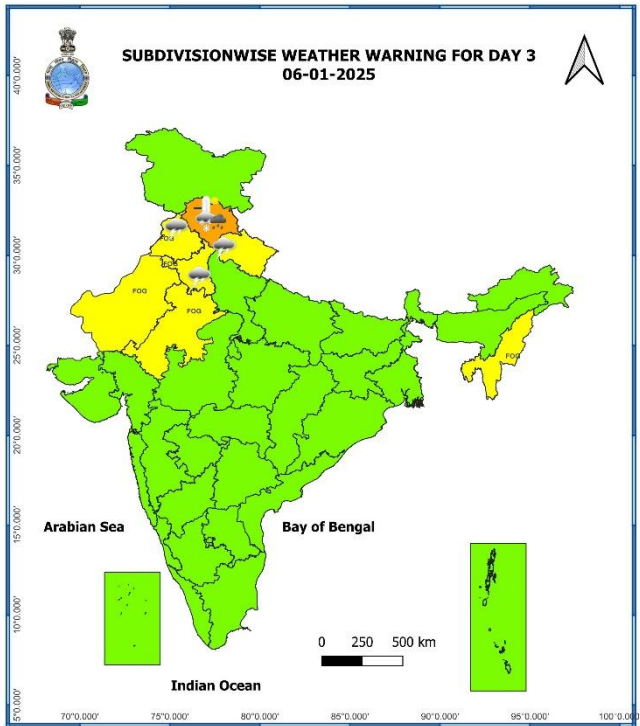 SUBDIVISIONWISE WEATHER WARNING FOR DAY 3
06-01-2025
40°0.000'
35°0.000'
30°0.000'
25°0.000'
20°0.000'
15°0.000'
10°0.000'
5°0.000'
FOG
FOG
FOG
Arabian Sea
Bay of Bengal
0 250 500 km
Indian Ocean
70°0.000' 75°0.000' 80°0.000' 85°0.000' 90°0.000' 95°0.000' 100°0.000'